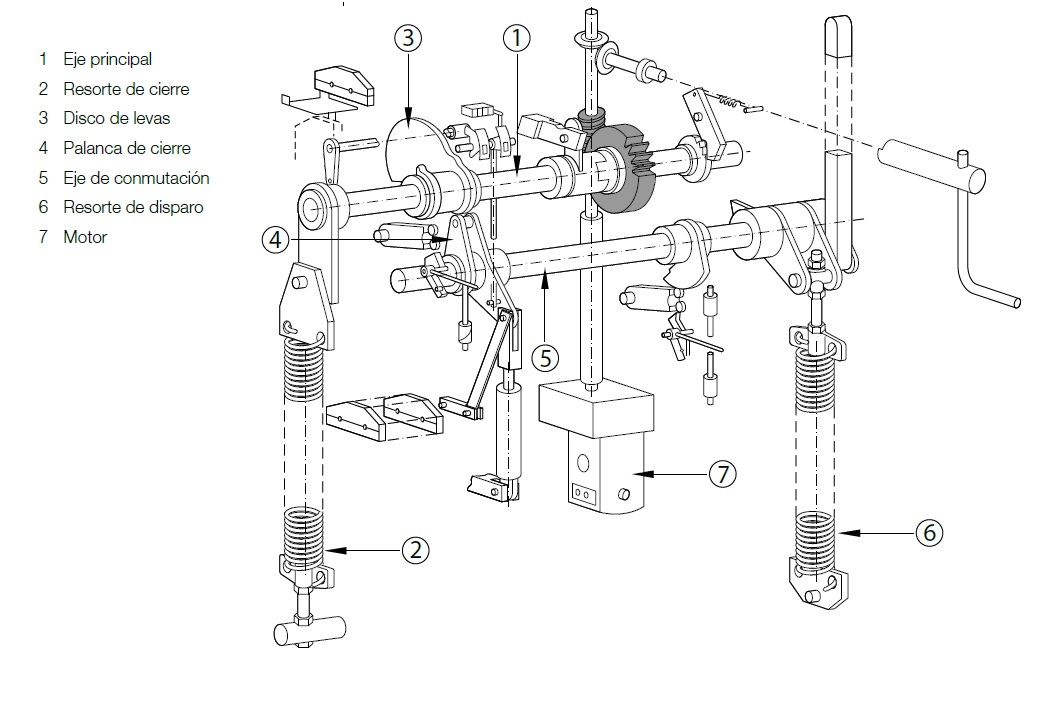 1 Eje principal
2 Resorte de cierre
3 Disco de levas
4 Palanca de cierre
5 Eje de conmutación
6 Resorte de disparo
7 Motor
3
1
4
5
7
2
6